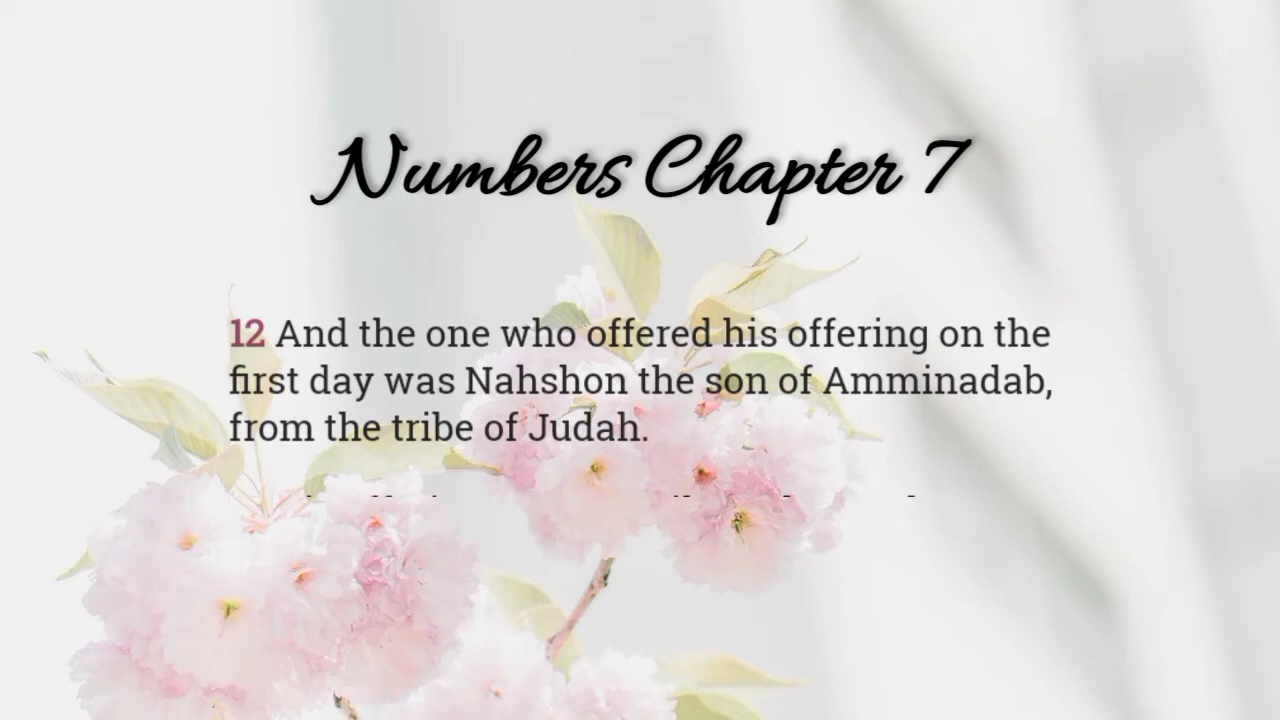 Numbers Chapter 7
12 And the one who offered his offering on the
first day was Nahshon the son of Amminadab,
from the tribe of Judah.